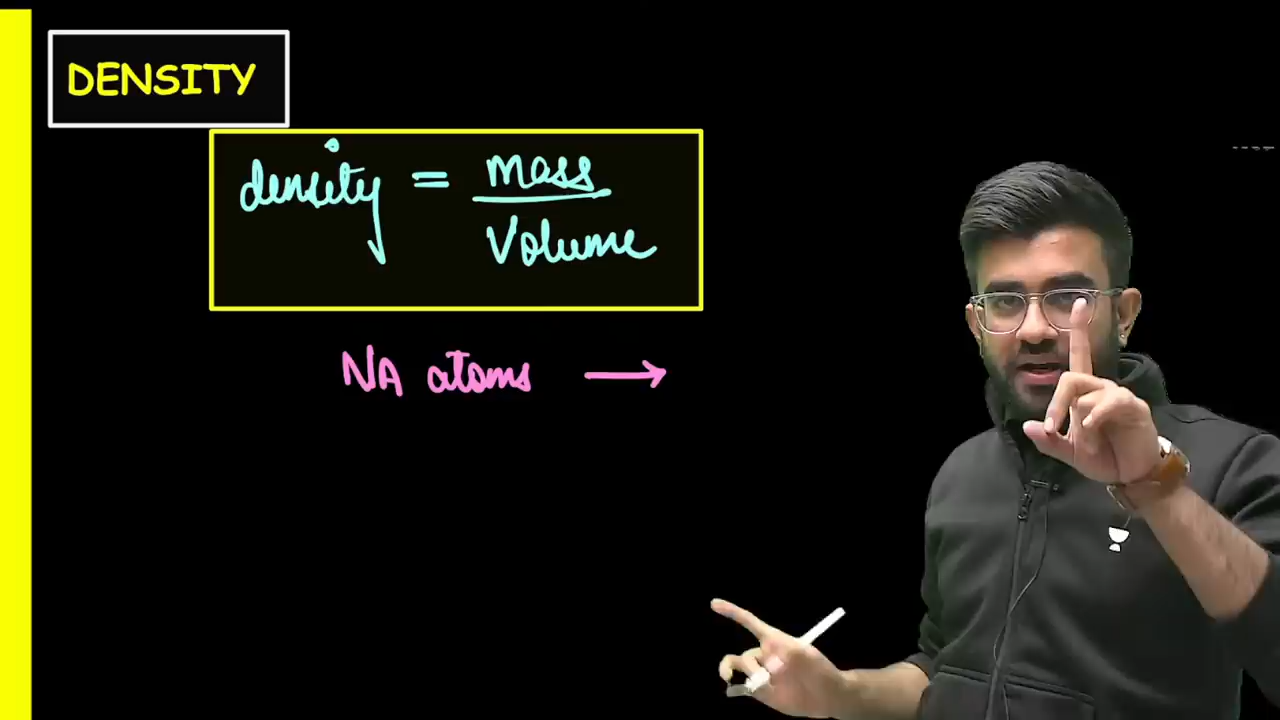 DENSITY
density = mass / Volume
NA atoms →